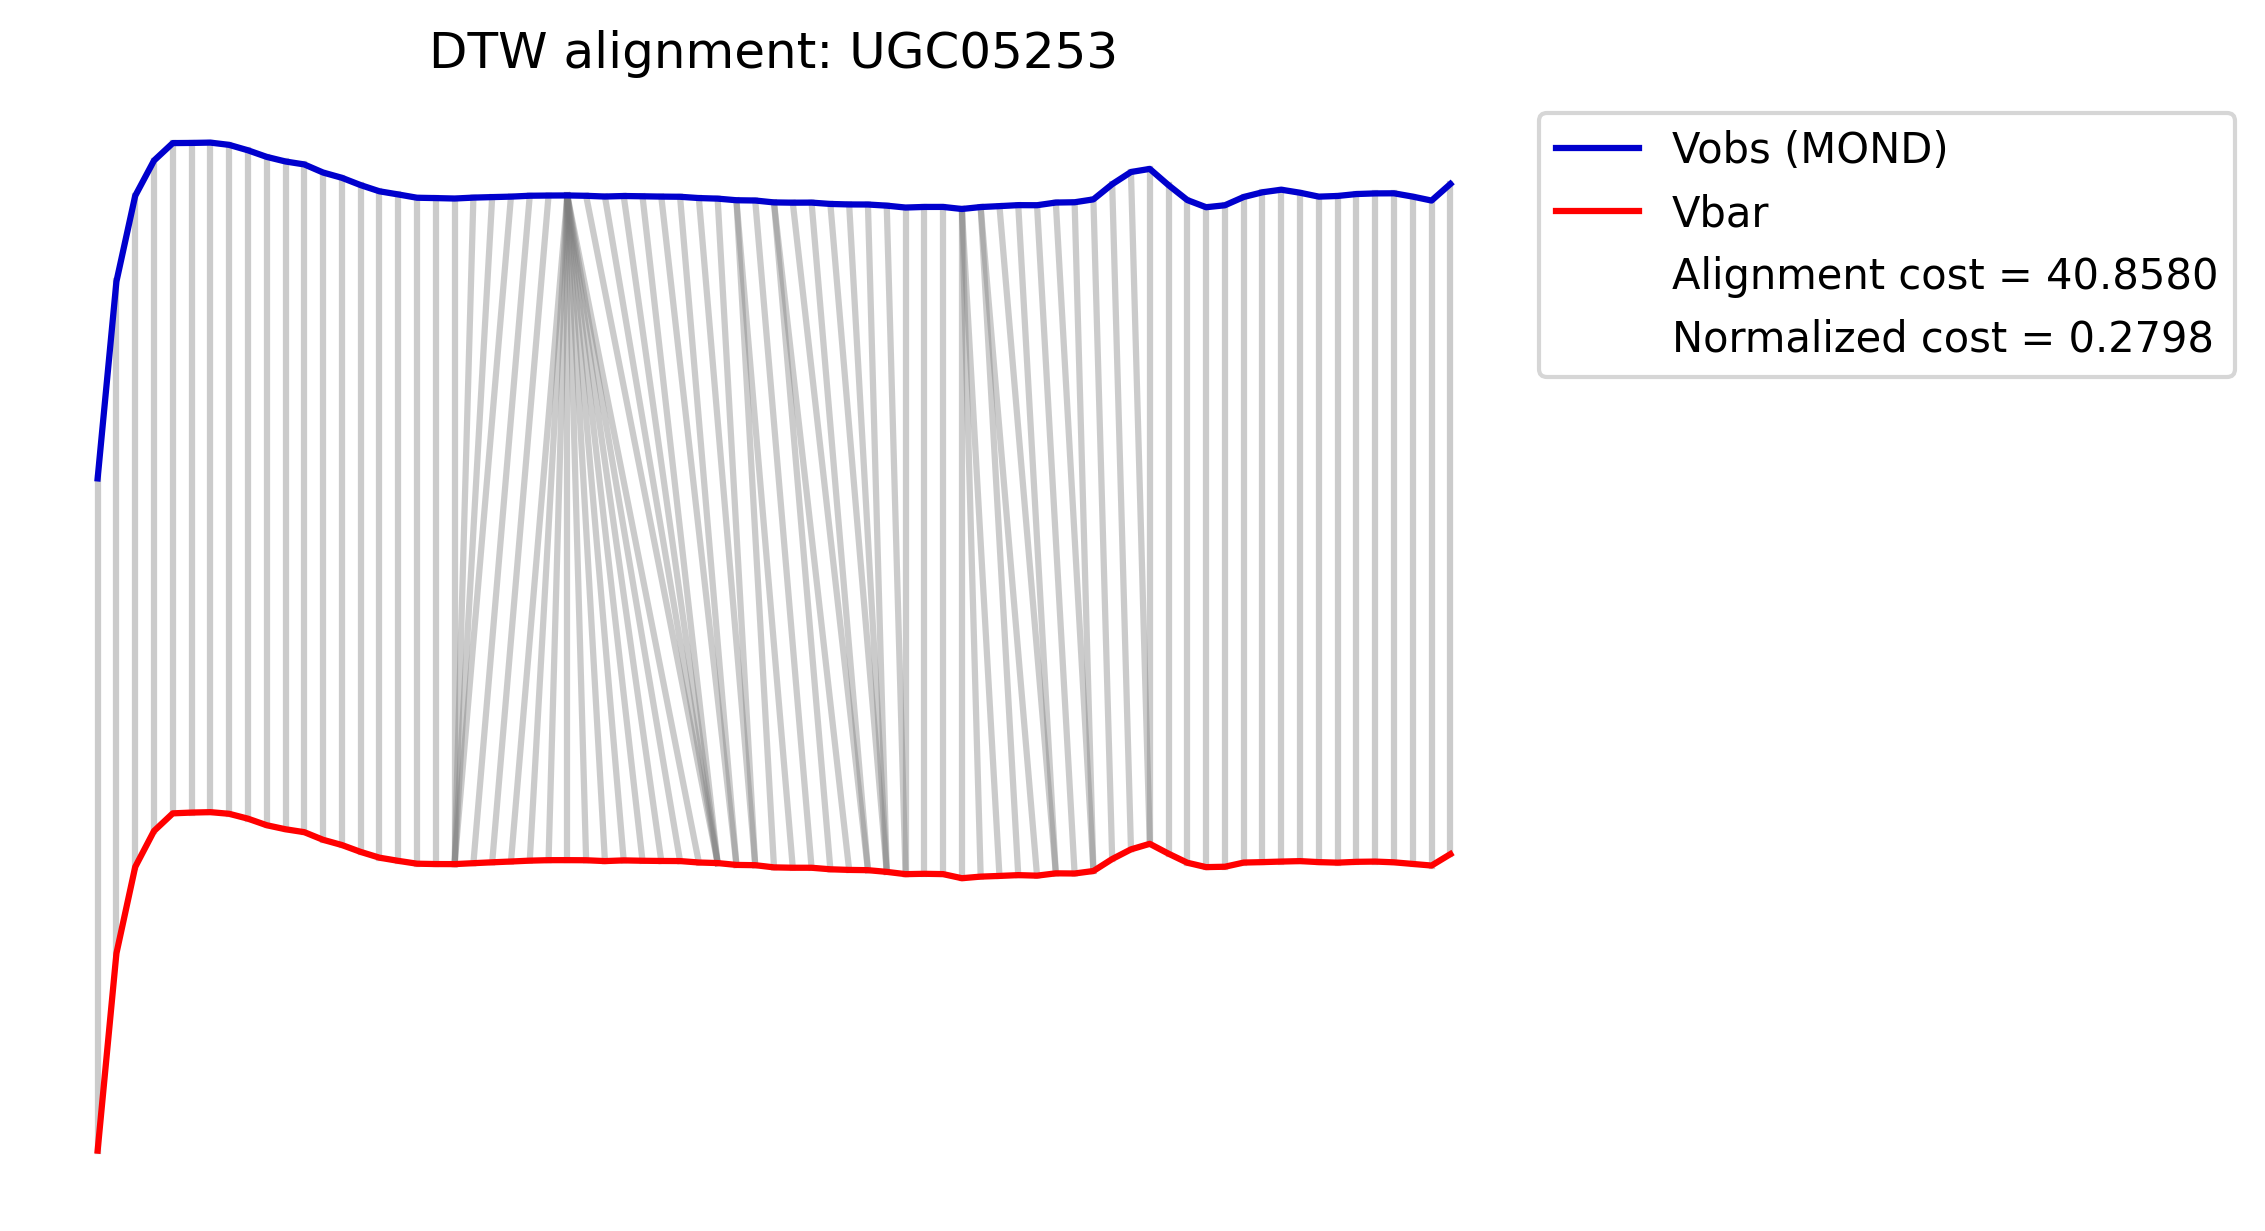 DTW alignment: UGC05253
Vobs (MOND)
Vbar
Alignment cost = 40.8580
Normalized cost = 0.2798